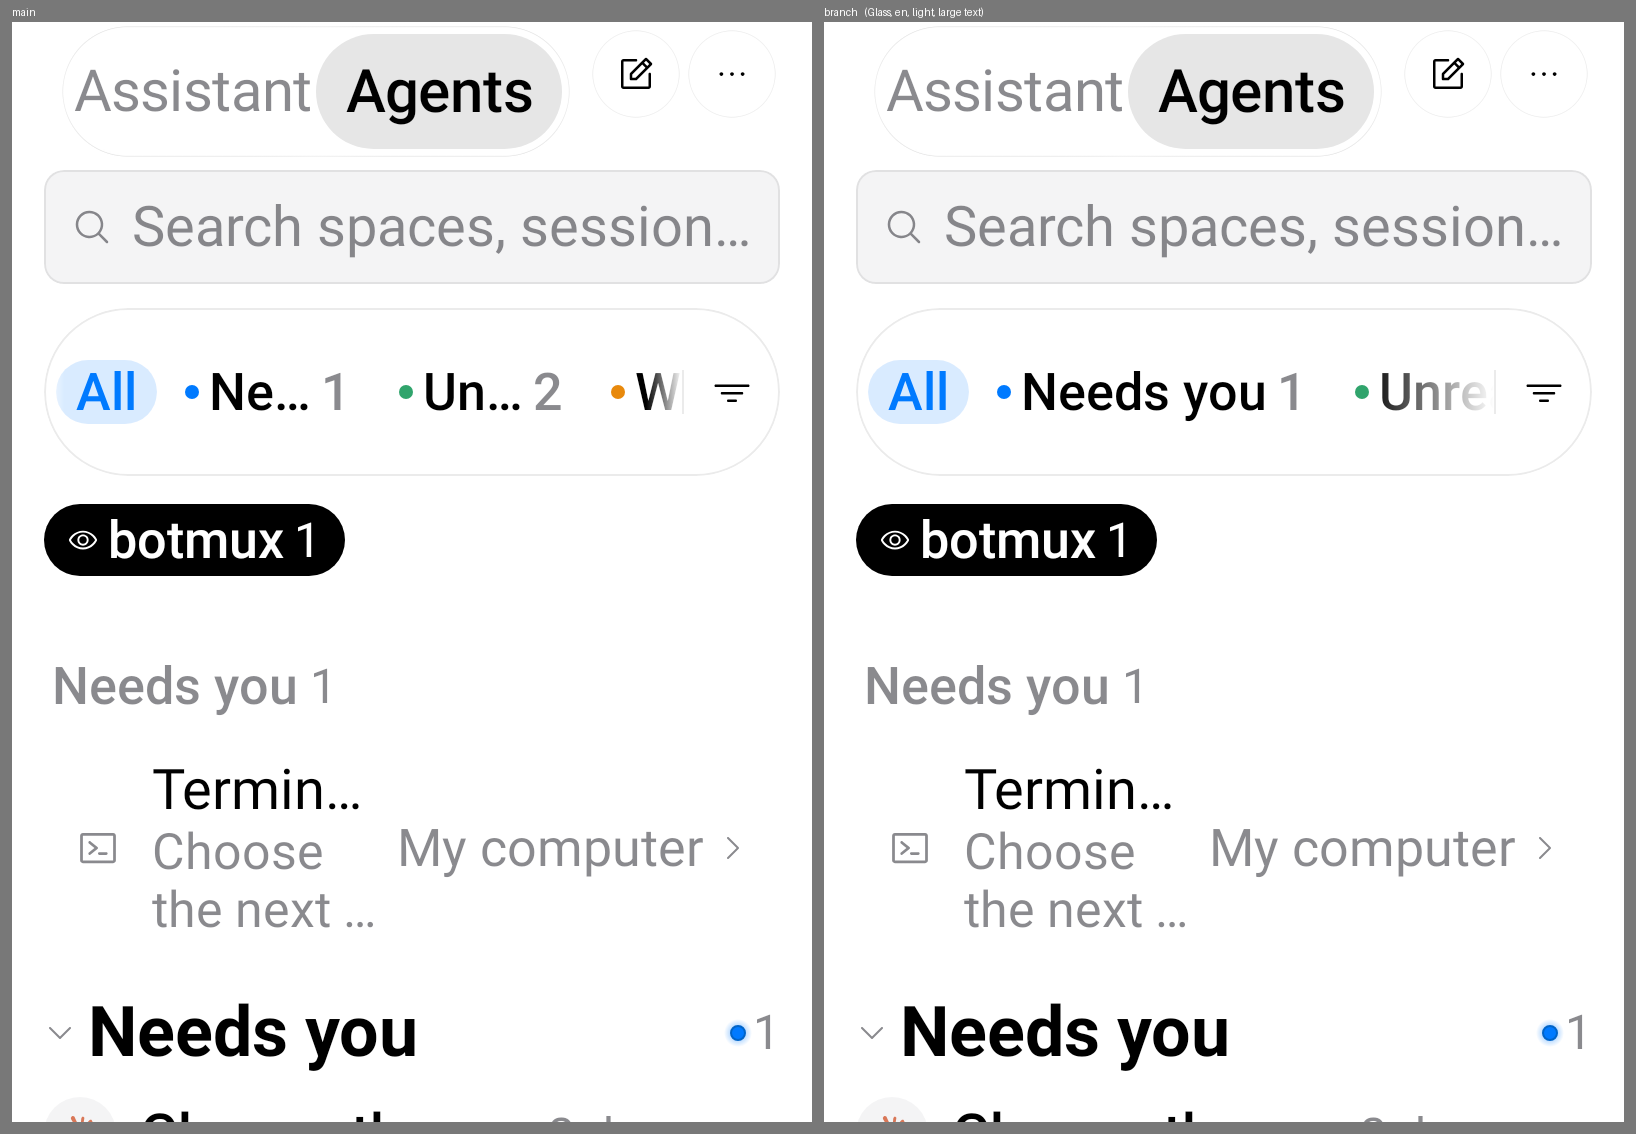 main
Assistant Agents
Search spaces, session...
All Ne... 1 Un... 2 W
botmux 1
Needs you 1
Termin...
Choose
the next ...
My computer
Needs you 1
branch (Glass, en, light, large text)
Assistant Agents
Search spaces, session...
All Needs you 1 Unre
botmux 1
Needs you 1
Termin...
Choose
the next ...
My computer
Needs you 1